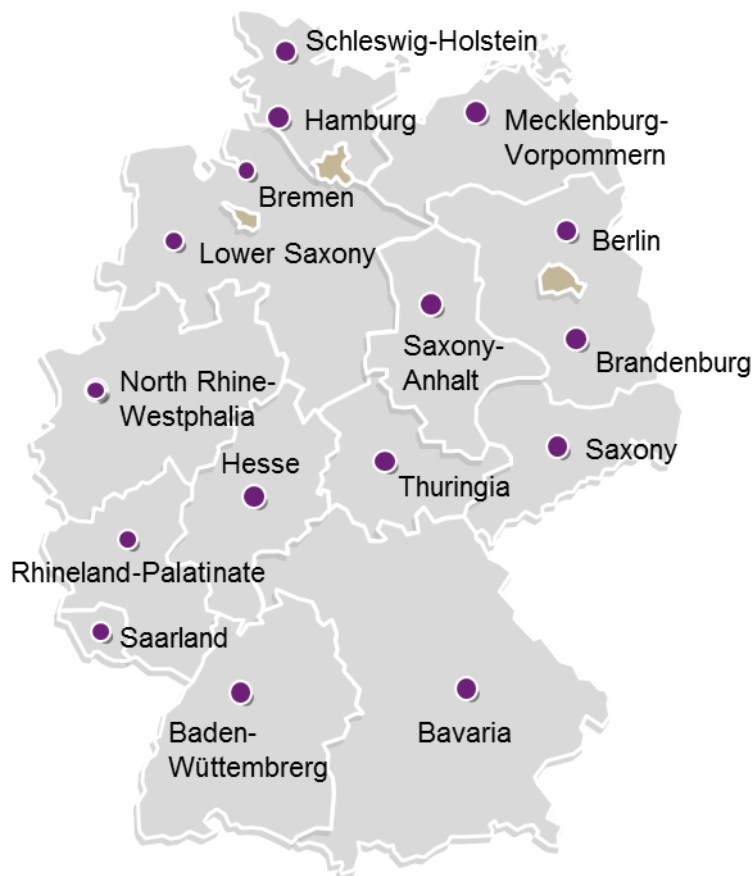 Schleswig-Holstein
Hamburg
Mecklenburg-
Vorpommern
Bremen
Lower Saxony
Berlin
Saxony-
Anhalt
Brandenburg
North Rhine-
Westphalia
Hesse
Thuringia
Saxony
Rhineland-Palatinate
Saarland
Baden-
Wüttembrerg
Bavaria